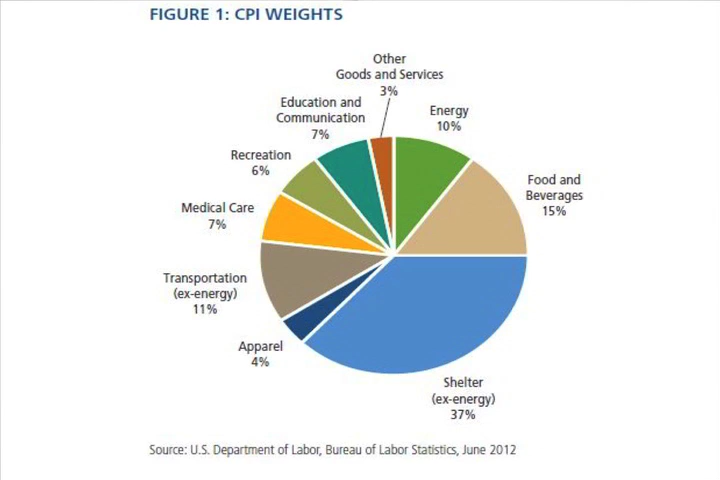 FIGURE 1: CPI WEIGHTS
Other
Goods and Services
3%
Education and
Communication
7%
Energy
10%
Recreation
6%
Food and
Beverages
15%
Medical Care
7%
Transportation
(ex-energy)
11%
Apparel
4%
Shelter
(ex-energy)
37%
Source: U.S. Department of Labor, Bureau of Labor Statistics, June 2012